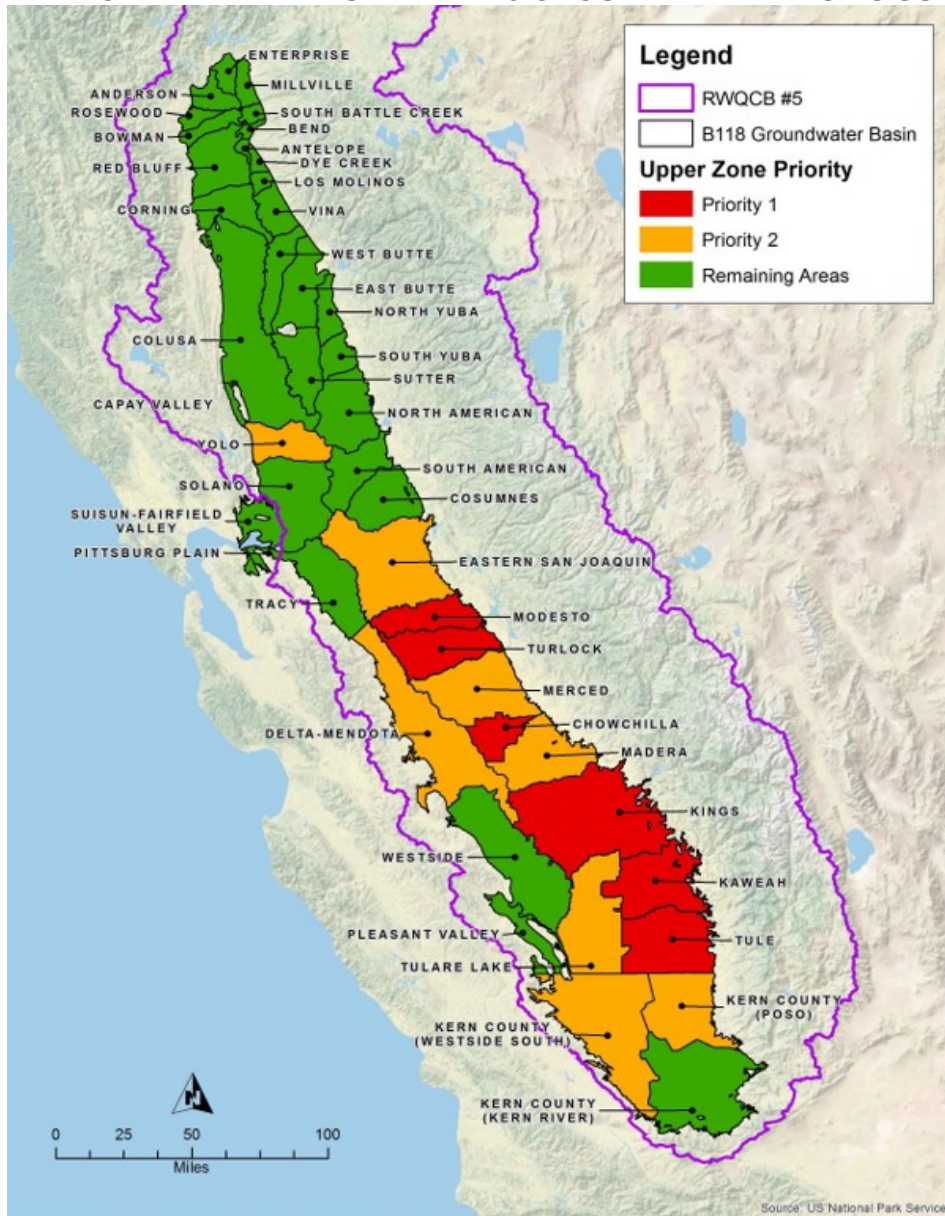 Legend
RWQCB #5
B118 Groundwater Basin
Upper Zone Priority
Priority 1
Priority 2
Remaining Areas
ENTERPRISE
MILLVILLE
ANDERSON
SOUTH BATTLE CREEK
ROSEWOOD
BEND
BOWMAN
ANTELOPE
DYE CREEK
RED BLUFF
LOS MOLINOS
CORNING
VINA
WEST BUTTE
EAST BUTTE
NORTH YUBA
COLUSA
SOUTH YUBA
SUTTER
CAPAY VALLEY
NORTH AMERICAN
YOLO
SOUTH AMERICAN
SOLANO
COSUMNES
SUISUN-FAIRFIELD
VALLEY
PITTSBURG PLAIN
EASTERN SAN JOAQUIN
TRACY
MODESTO
TURLOCK
MERCED
CHOWCHILLA
DELTA-MENDOTA
MADERA
KINGS
WESTSIDE
KAWEAH
PLEASANT VALLEY
TULE
TULARE LAKE
KERN COUNTY
(POSO)
KERN COUNTY
(WESTSIDE SOUTH)
KERN COUNTY
(KERN RIVER)
N
0 25 50 100
Miles
Source: US National Park Service